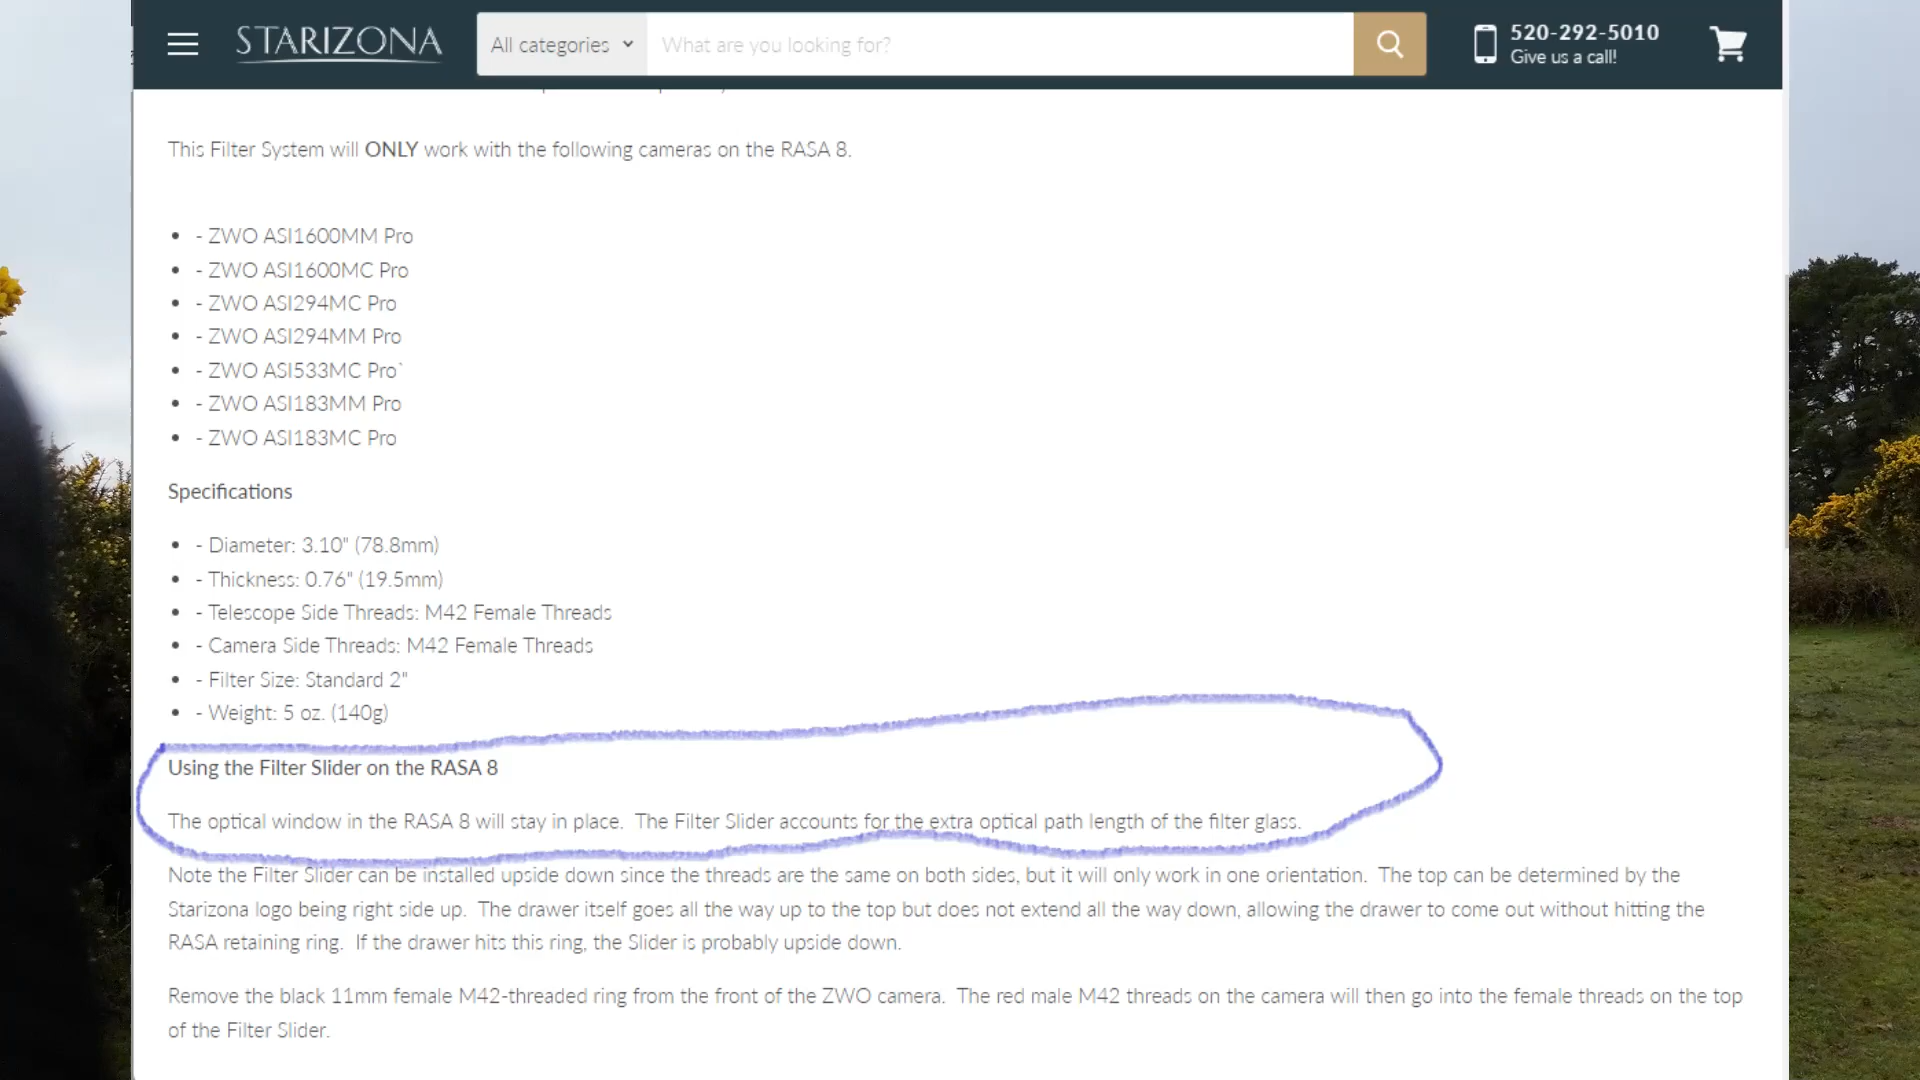 STARIZONA
All categories
What are you looking for?
520-292-5010
Give us a call!
This Filter System will ONLY work with the following cameras on the RASA 8.
- ZWO ASI1600MM Pro
- ZWO ASI1600MC Pro
- ZWO ASI294MC Pro
- ZWO ASI294MM Pro
- ZWO ASI533MC Pro`
- ZWO ASI183MM Pro
- ZWO ASI183MC Pro
Specifications
- Diameter: 3.10" (78.8mm)
- Thickness: 0.76" (19.5mm)
- Telescope Side Threads: M42 Female Threads
- Camera Side Threads: M42 Female Threads
- Filter Size: Standard 2"
- Weight: 5 oz. (140g)
Using the Filter Slider on the RASA 8
The optical window in the RASA 8 will stay in place. The Filter Slider accounts for the extra optical path length of the filter glass.
Note the Filter Slider can be installed upside down since the threads are the same on both sides, but it will only work in one orientation. The top can be determined by the
Starizona logo being right side up. The drawer itself goes all the way up to the top but does not extend all the way down, allowing the drawer to come out without hitting the
RASA retaining ring. If the drawer hits this ring, the Slider is probably upside down.
Remove the black 11mm female M42-threaded ring from the front of the ZWO camera. The red male M42 threads on the camera will then go into the female threads on the top
of the Filter Slider.